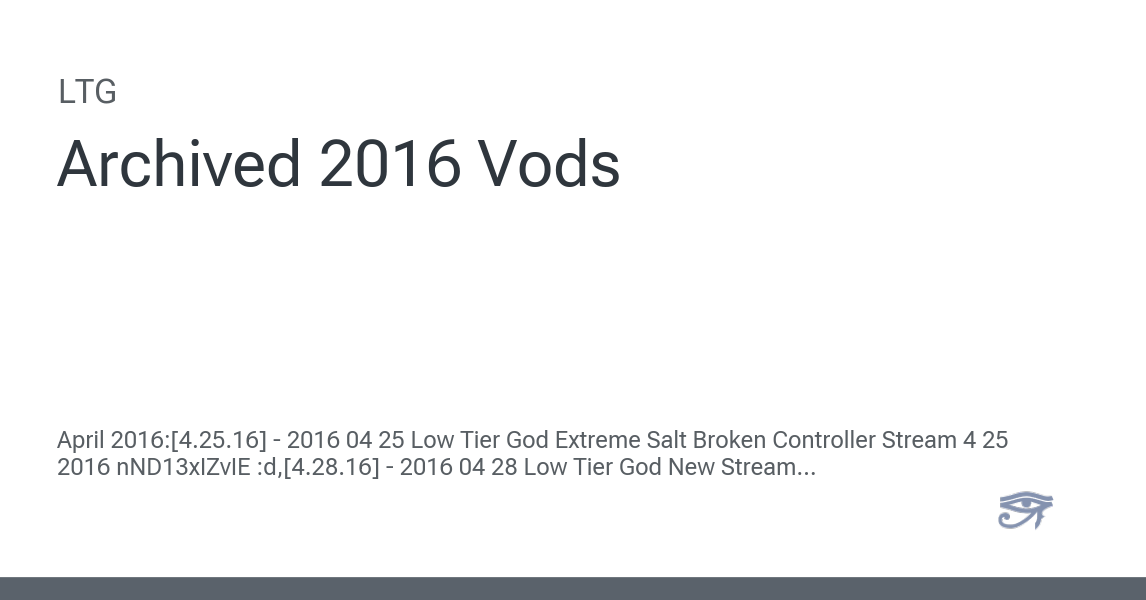 LTG
Archived 2016 Vods
April 2016:[4.25.16] - 2016 04 25 Low Tier God Extreme Salt Broken Controller Stream 4 25
2016 nND13xIZvIE :d,[4.28.16] - 2016 04 28 Low Tier God New Stream...